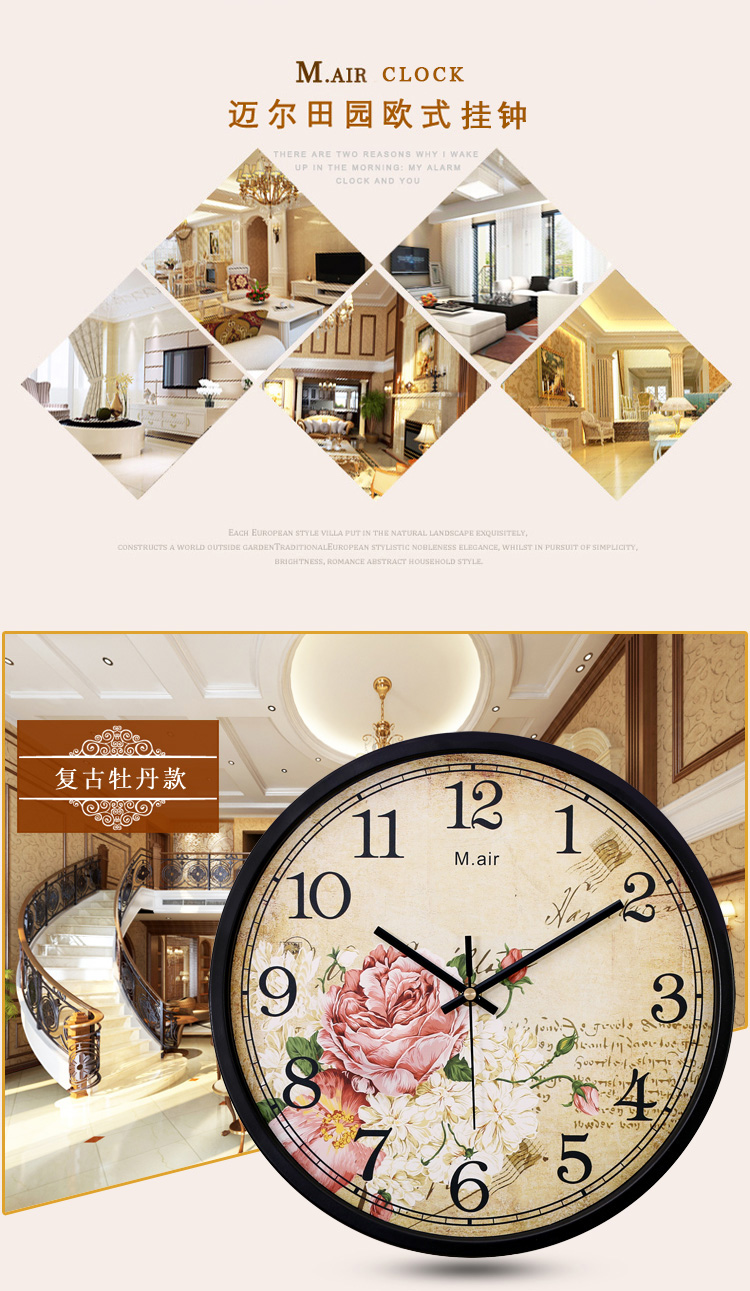 M.AIR CLOCK
迈尔田园欧式挂钟
THERE ARE TWO REASONS WHY I WAKE
UP IN THE MORNING: MY ALARM
CLOCK AND YOU
EACH EUROPEAN STYLE VILLA PUT IN THE NATURAL LANDSCAPE EXQUISITELY,
CONSTRUCTS A WORLD OUTSIDE GARDENTRADITIONALEUROPEAN STYLISTIC NOBLENESS ELEGANCE, WHILST IN PURSUIT OF SIMPLICITY,
BRIGHTNESS, ROMANCE ABSTRACT HOUSEHOLD STYLE.
复古牡丹款
12
1
2
3
4
5
6
7
8
9
10
11
M.air